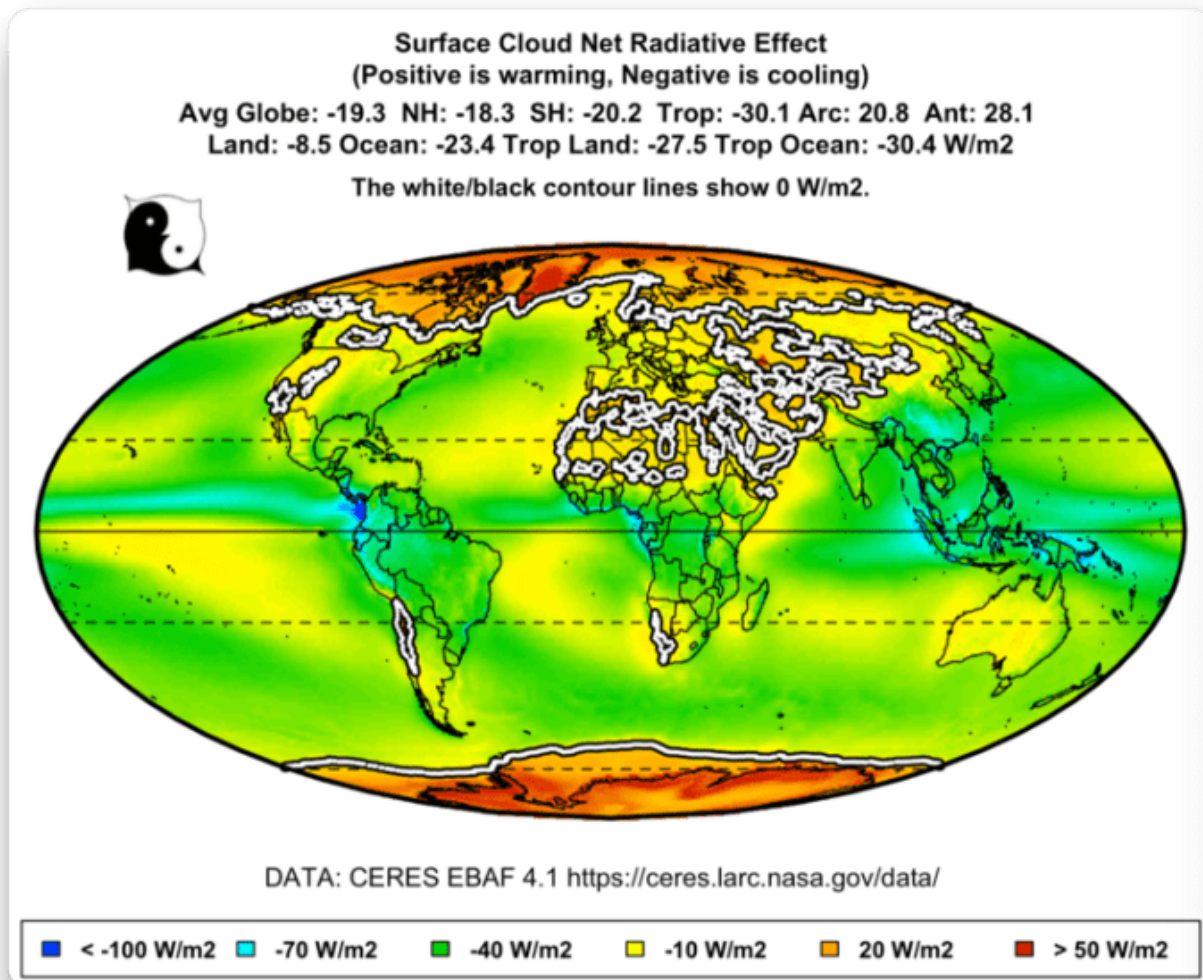 Surface Cloud Net Radiative Effect
(Positive is warming, Negative is cooling)
Avg Globe: -19.3 NH: -18.3 SH: -20.2 Trop: -30.1 Arc: 20.8 Ant: 28.1
Land: -8.5 Ocean: -23.4 Trop Land: -27.5 Trop Ocean: -30.4 W/m2
The white/black contour lines show 0 W/m2.
DATA: CERES EBAF 4.1 https://ceres.larc.nasa.gov/data/
< -100 W/m2 -70 W/m2 -40 W/m2 -10 W/m2 20 W/m2 > 50 W/m2